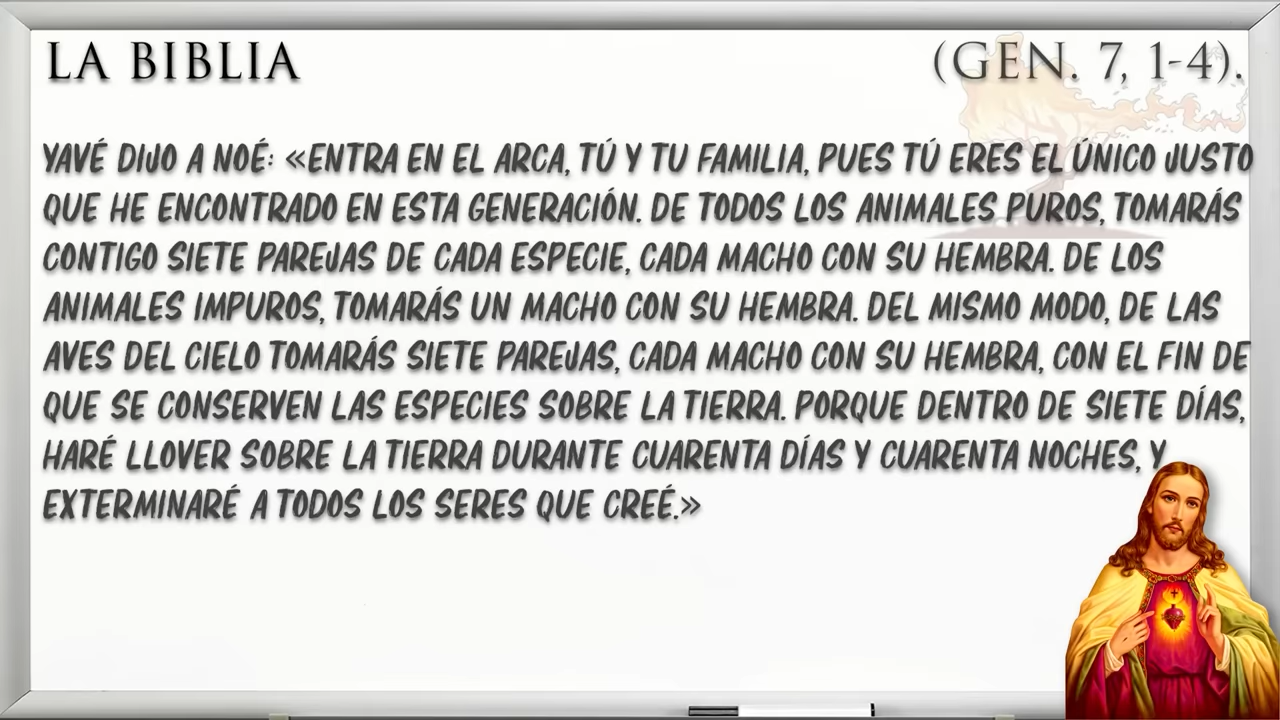 LA BIBLIA (GEN. 7, 1-4).
YAVÉ DIJO A NOÉ: «ENTRA EN EL ARCA, TÚ Y TU FAMILIA, PUES TÚ ERES EL ÚNICO JUSTO
QUE HE ENCONTRADO EN ESTA GENERACIÓN. DE TODOS LOS ANIMALES PUROS, TOMARÁS
CONTIGO SIETE PAREJAS DE CADA ESPECIE, CADA MACHO CON SU HEMBRA. DE LOS
ANIMALES IMPUROS, TOMARÁS UN MACHO CON SU HEMBRA. DEL MISMO MODO, DE LAS
AVES DEL CIELO TOMARÁS SIETE PAREJAS, CADA MACHO CON SU HEMBRA, CON EL FIN DE
QUE SE CONSERVEN LAS ESPECIES SOBRE LA TIERRA. PORQUE DENTRO DE SIETE DÍAS,
HARÉ LLOVER SOBRE LA TIERRA DURANTE CUARENTA DÍAS Y CUARENTA NOCHES, Y
EXTERMINARÉ A TODOS LOS SERES QUE CREÉ.»